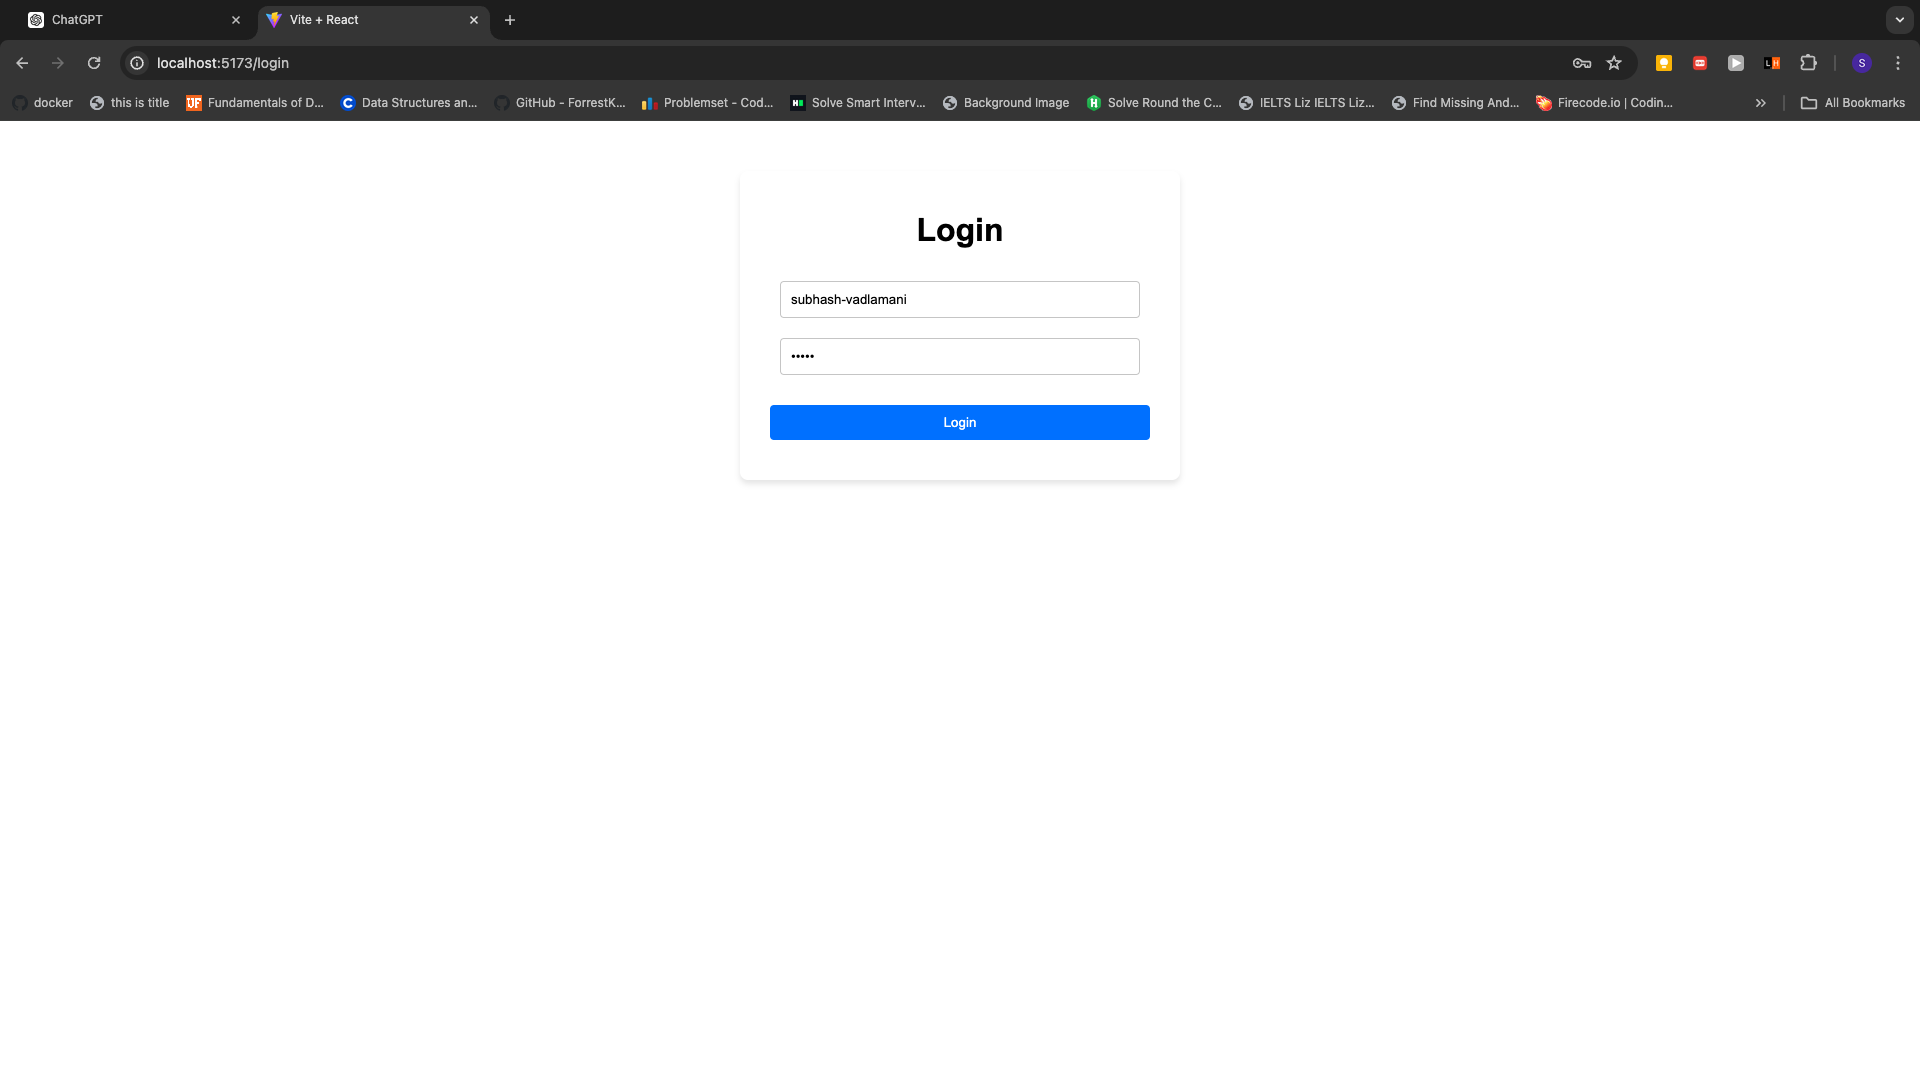 ChatGPT
Vite + React
localhost:5173/login
S
docker
this is title
Fundamentals of D...
Data Structures an...
GitHub - ForrestK...
Problemset - Cod...
Solve Smart Interv...
Background Image
Solve Round the C...
IELTS Liz IELTS Liz...
Find Missing And...
Firecode.io | Codin...
All Bookmarks
Login
subhash-vadlamani
•••••
Login